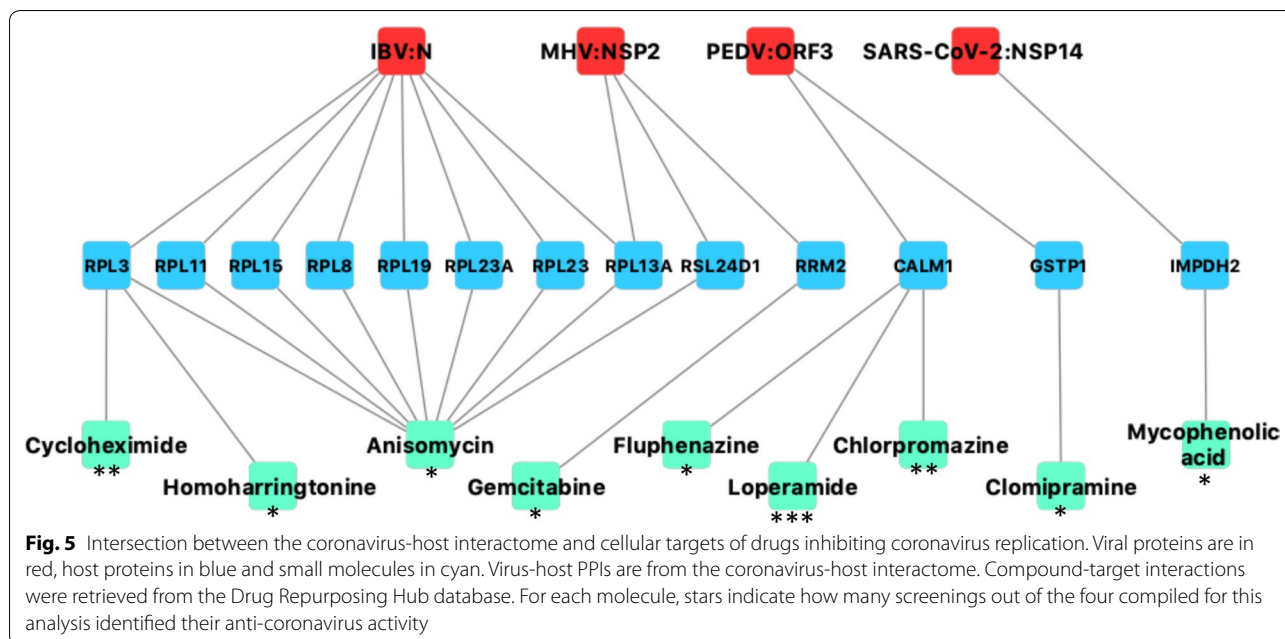 IBV:N MHV:NSP2 PEDV:ORF3 SARS-CoV-2:NSP14
RPL3 RPL11 RPL15 RPL8 RPL19 RPL23A RPL23 RPL13A RSL24D1 RRM2 CALM1 GSTP1 IMPDH2
Cycloheximide
**
Homoharringtonine
*
Anisomycin
*
Gemcitabine
*
Fluphenazine
*
Loperamide
***
Chlorpromazine
**
Clomipramine
*
Mycophenolic
acid
*
Fig. 5 Intersection between the coronavirus-host interactome and cellular targets of drugs inhibiting coronavirus replication. Viral proteins are in
red, host proteins in blue and small molecules in cyan. Virus-host PPIs are from the coronavirus-host interactome. Compound-target interactions
were retrieved from the Drug Repurposing Hub database. For each molecule, stars indicate how many screenings out of the four compiled for this
analysis identified their anti-coronavirus activity